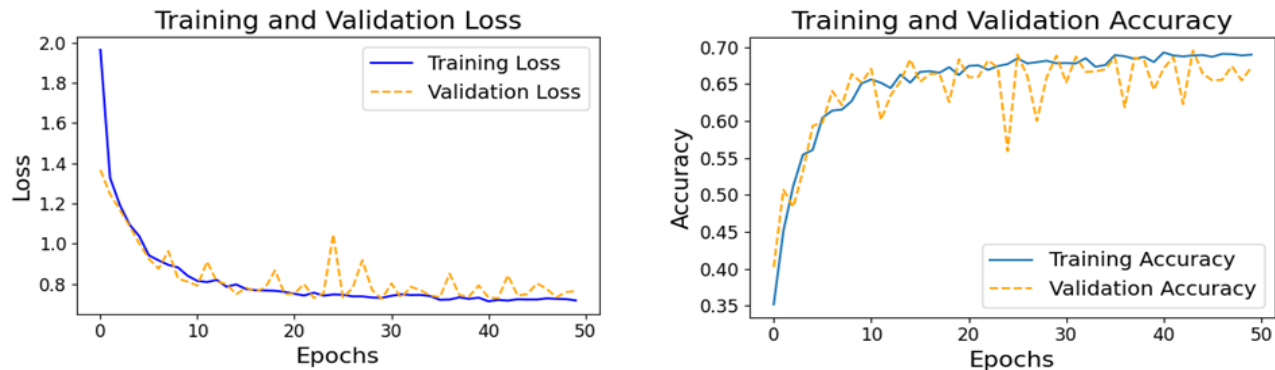 Training and Validation Loss
2.0
1.8
1.6
1.4
1.2
1.0
0.8
Loss
Training Loss
Validation Loss
0
10
20
30
40
50
Epochs
Training and Validation Accuracy
0.70
0.65
0.60
0.55
0.50
0.45
0.40
0.35
Accuracy
Training Accuracy
Validation Accuracy
0
10
20
30
40
50
Epochs